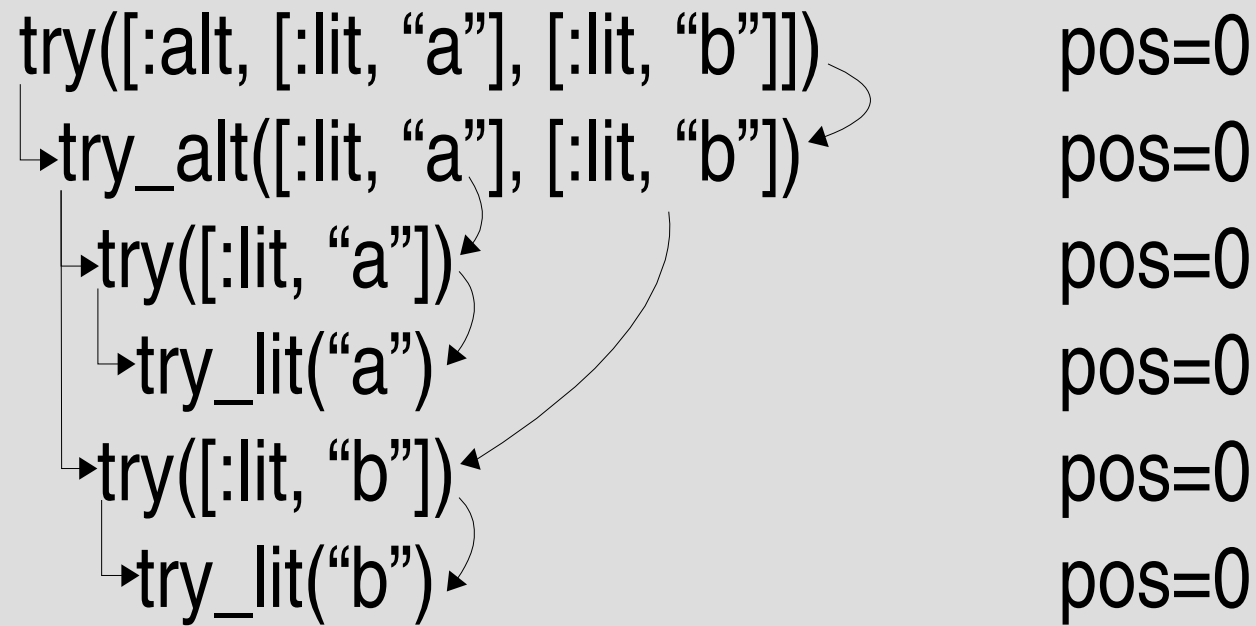 try([:alt, [:lit, “a”], [:lit, “b”]]) pos=0
try_alt([:lit, “a”], [:lit, “b”]) pos=0
try([:lit, “a”]) pos=0
try_lit(“a”) pos=0
try([:lit, “b”]) pos=0
try_lit(“b”) pos=0